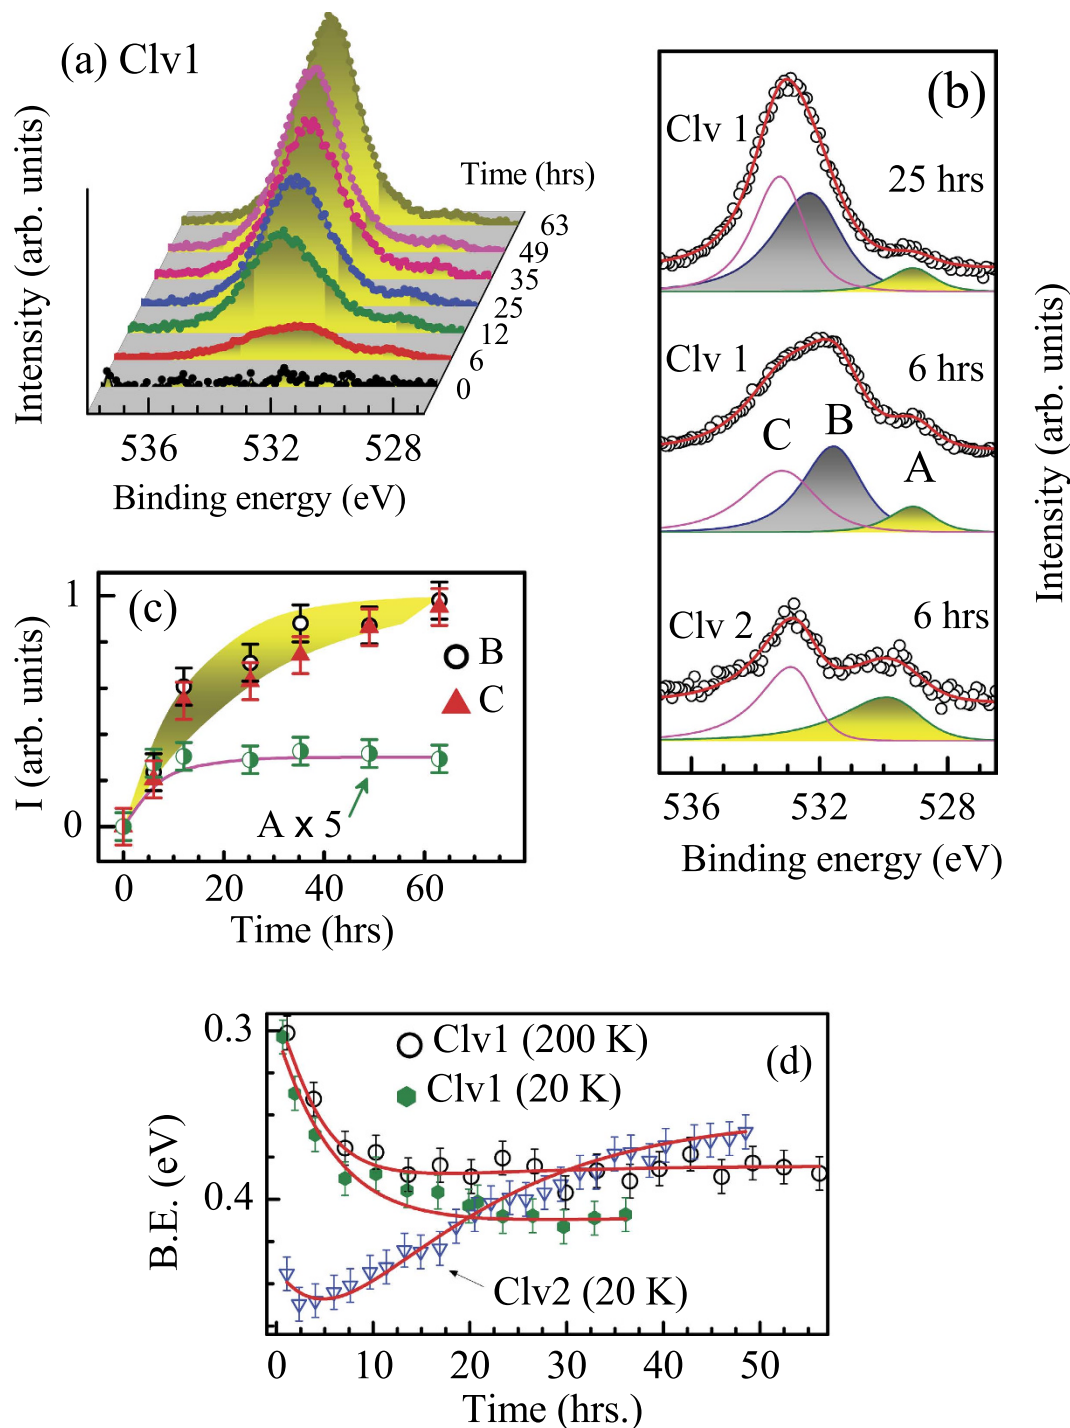 (a) Clv1
Intensity (arb. units)
Time (hrs)
63
49
35
25
12
6
0
536 532 528
Binding energy (eV)
(b)
Clv 1
25 hrs
Clv 1
6 hrs
C B A
Clv 2
6 hrs
Intensity (arb. units)
536 532 528
Binding energy (eV)
(c)
1
0
I (arb. units)
B
C
A x 5
0 20 40 60
Time (hrs)
(d)
0.3
0.4
B.E. (eV)
Clv1 (200 K)
Clv1 (20 K)
Clv2 (20 K)
0 10 20 30 40 50
Time (hrs.)